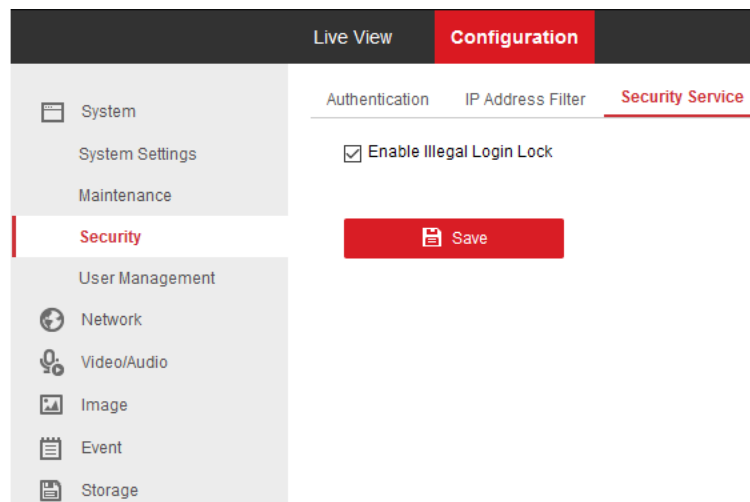 Live View Configuration
System
System Settings
Maintenance
Security
User Management
Network
Video/Audio
Image
Event
Storage
Authentication IP Address Filter Security Service
Enable Illegal Login Lock
Save